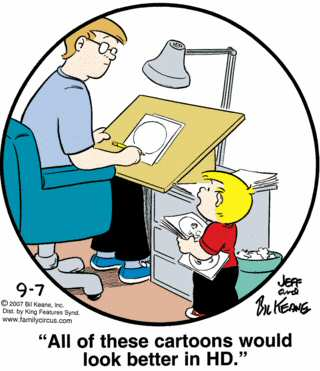 9-7
© 2007 Bil Keane, Inc.
Dist. by King Features Synd.
www.familycircus.com
JEFF
and
BIL KEANE
“All of these cartoons would
look better in HD.”